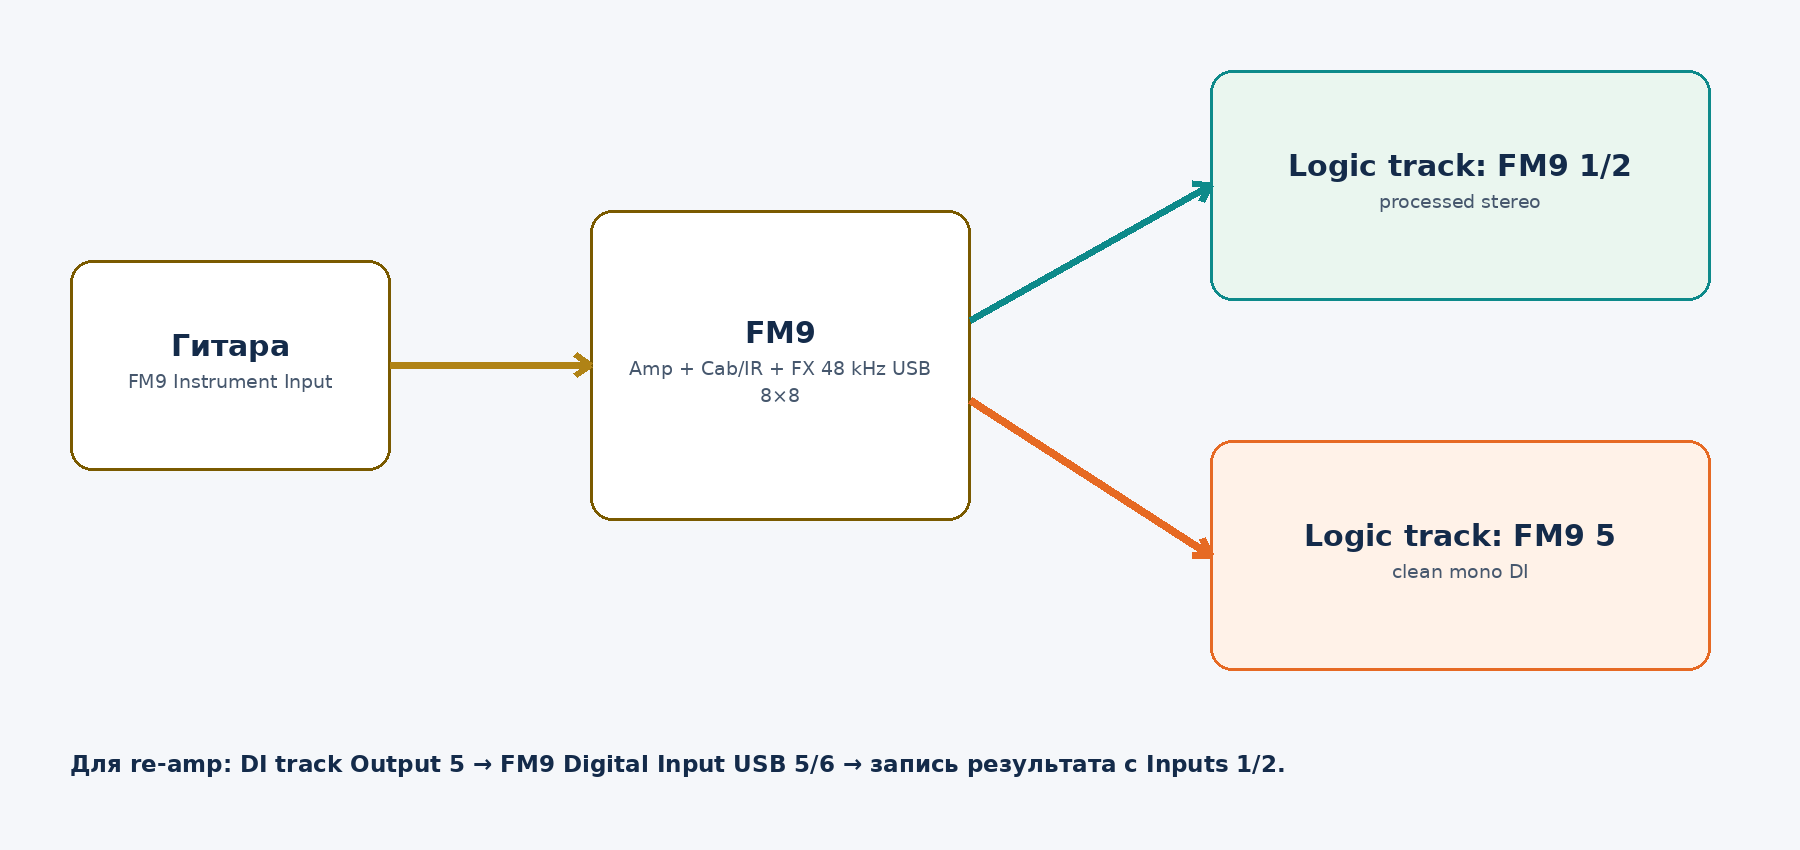 Гитара
FM9 Instrument Input
FM9
Amp + Cab/IR + FX 48 kHz USB
8×8
Logic track: FM9 1/2
processed stereo
Logic track: FM9 5
clean mono DI
Для re-amp: DI track Output 5 → FM9 Digital Input USB 5/6 → запись результата с Inputs 1/2.